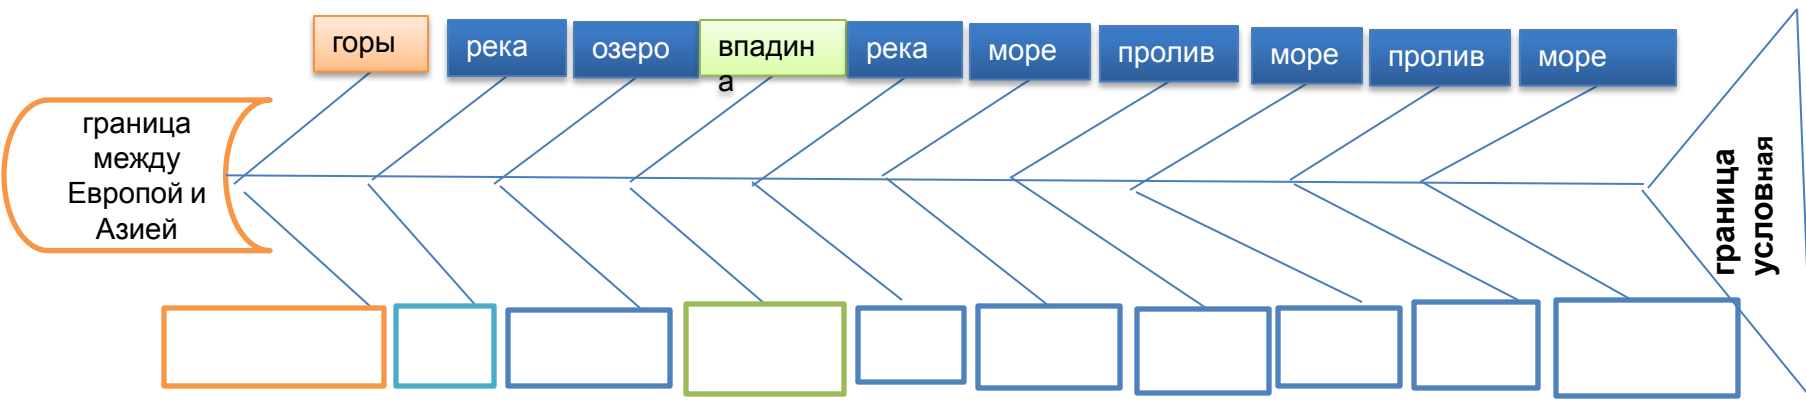 горы
река
озеро
впадин
а
река
море
пролив
море
пролив
море
граница
между
Европой и
Азией
граница
условная